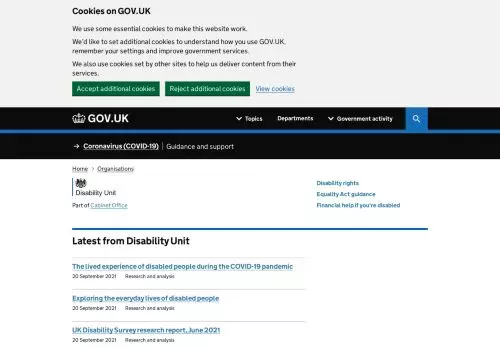 Cookies on GOV.UK
We use some essential cookies to make this website work.
We'd like to set additional cookies to understand how you use GOV.UK,
remember your settings and improve government services.
We also use cookies set by other sites to help us deliver content from their
services.
Accept additional cookies Reject additional cookies View cookies
GOV.UK Topics Departments Government activity
→ Coronavirus (COVID-19) Guidance and support
Home > Organisations
Disability Unit
Part of Cabinet Office
Disability rights
Equality Act guidance
Financial help if you're disabled
Latest from Disability Unit
The lived experience of disabled people during the COVID-19 pandemic
20 September 2021 Research and analysis
Exploring the everyday lives of disabled people
20 September 2021 Research and analysis
UK Disability Survey research report, June 2021
20 September 2021 Research and analysis